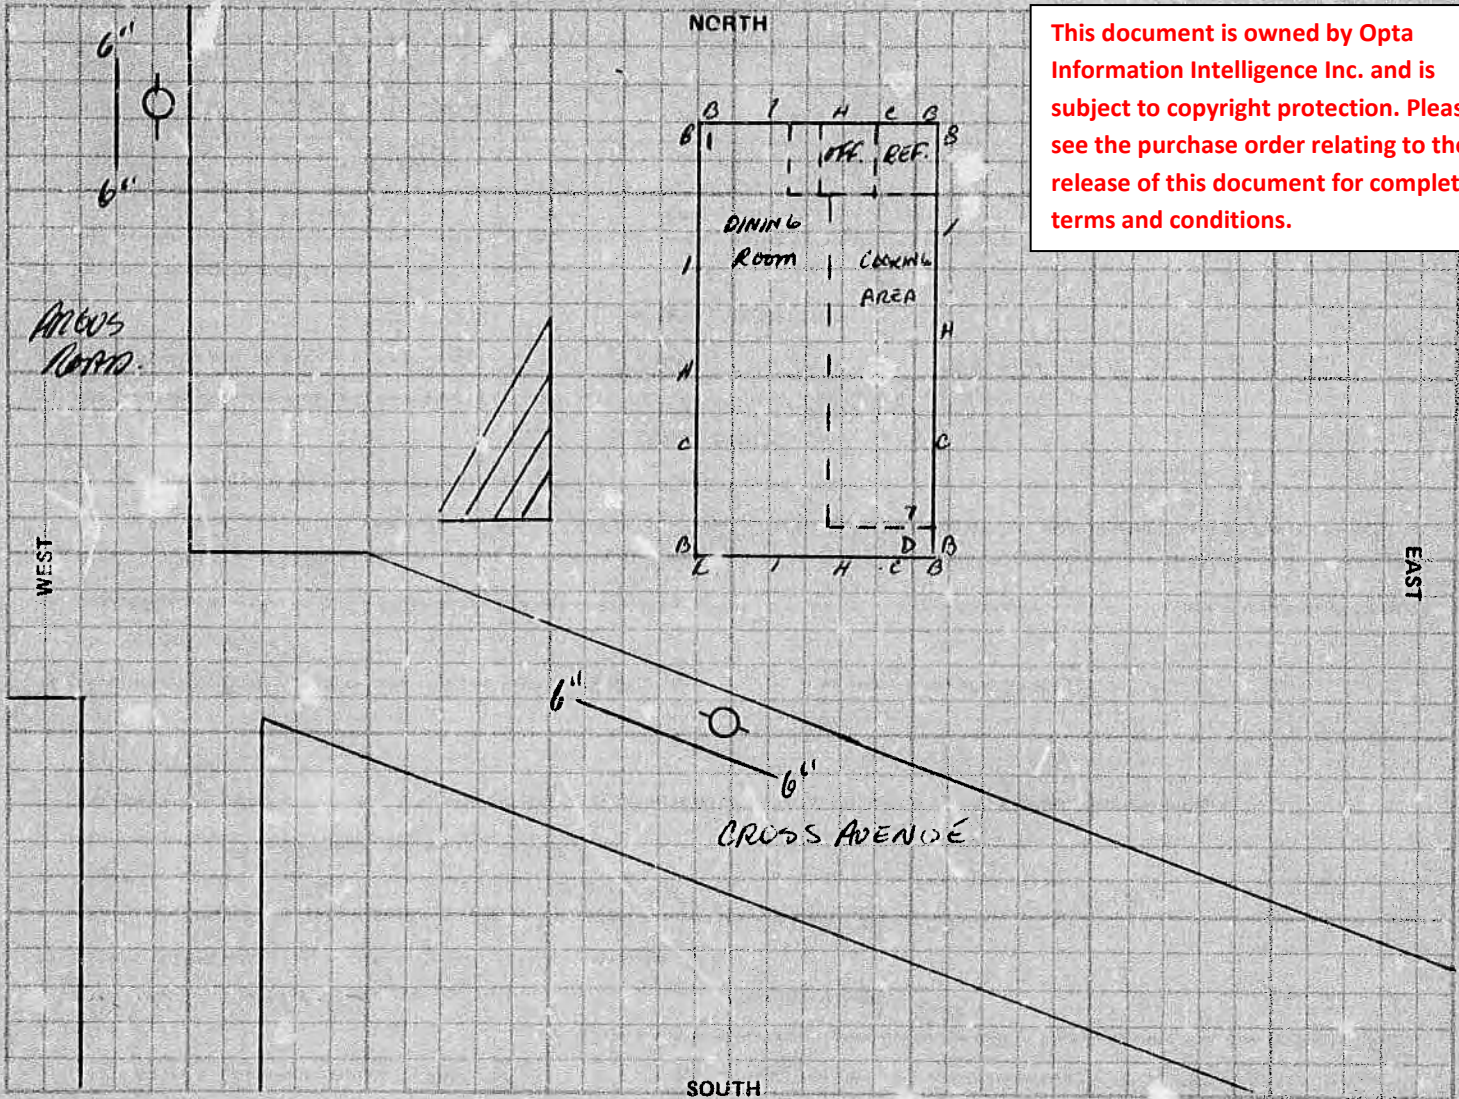 NORTH
This document is owned by Opta
Information Intelligence Inc. and is
subject to copyright protection. Pleas
see the purchase order relating to the
release of this document for complet
terms and conditions.
6"
6"
B 1 H C B
B 1 OFF. REF. B
DINING
ROOM
COOKING
AREA
1
1
H
H
C
C
ARGUS
ROAD.
WEST
EAST
B D B
1 H C B
6"
6"
CROSS AVENUE
SOUTH